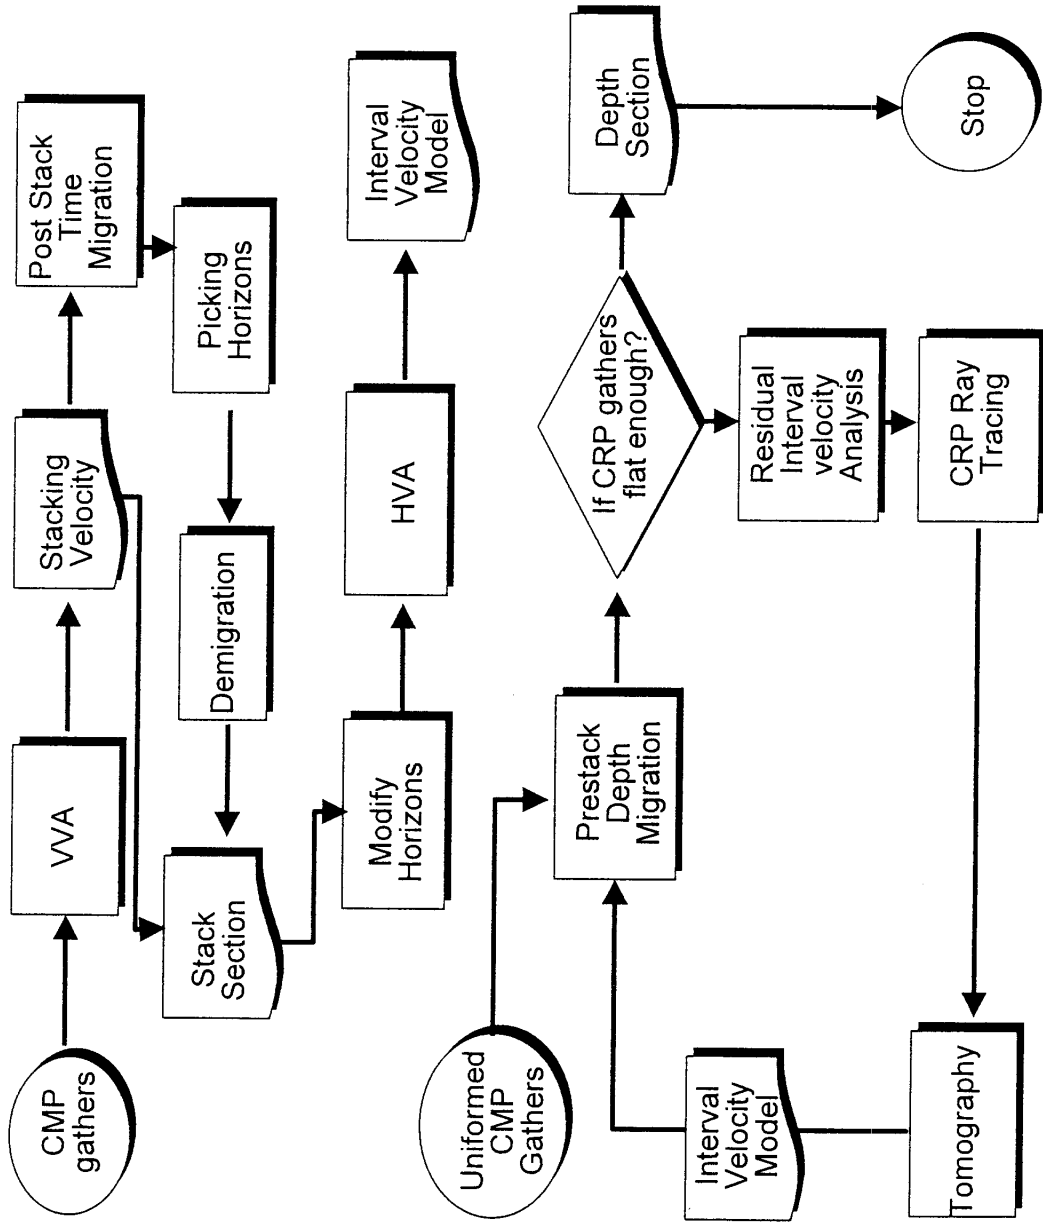 CMP
gathers
VVA
Stacking
Velocity
Post Stack
Time
Migration
Picking
Horizons
Demigration
Stack
Section
Modify
Horizons
HVA
Interval
Velocity
Model
Uniformed
CMP
Gathers
Prestack
Depth
Migration
If CRP gathers
flat enough?
Depth
Section
Stop
Residual
Interval
velocity
Analysis
CRP Ray
Tracing
Tomography
Interval
Velocity
Model